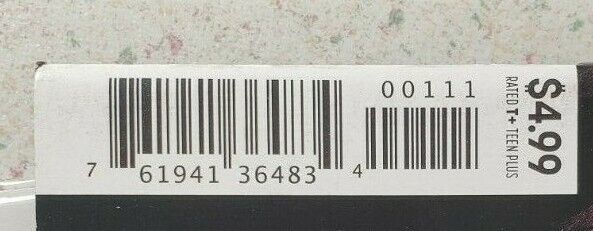 00111
7 61941 36483 4
$4.99
RATED T+ TEEN PLUS